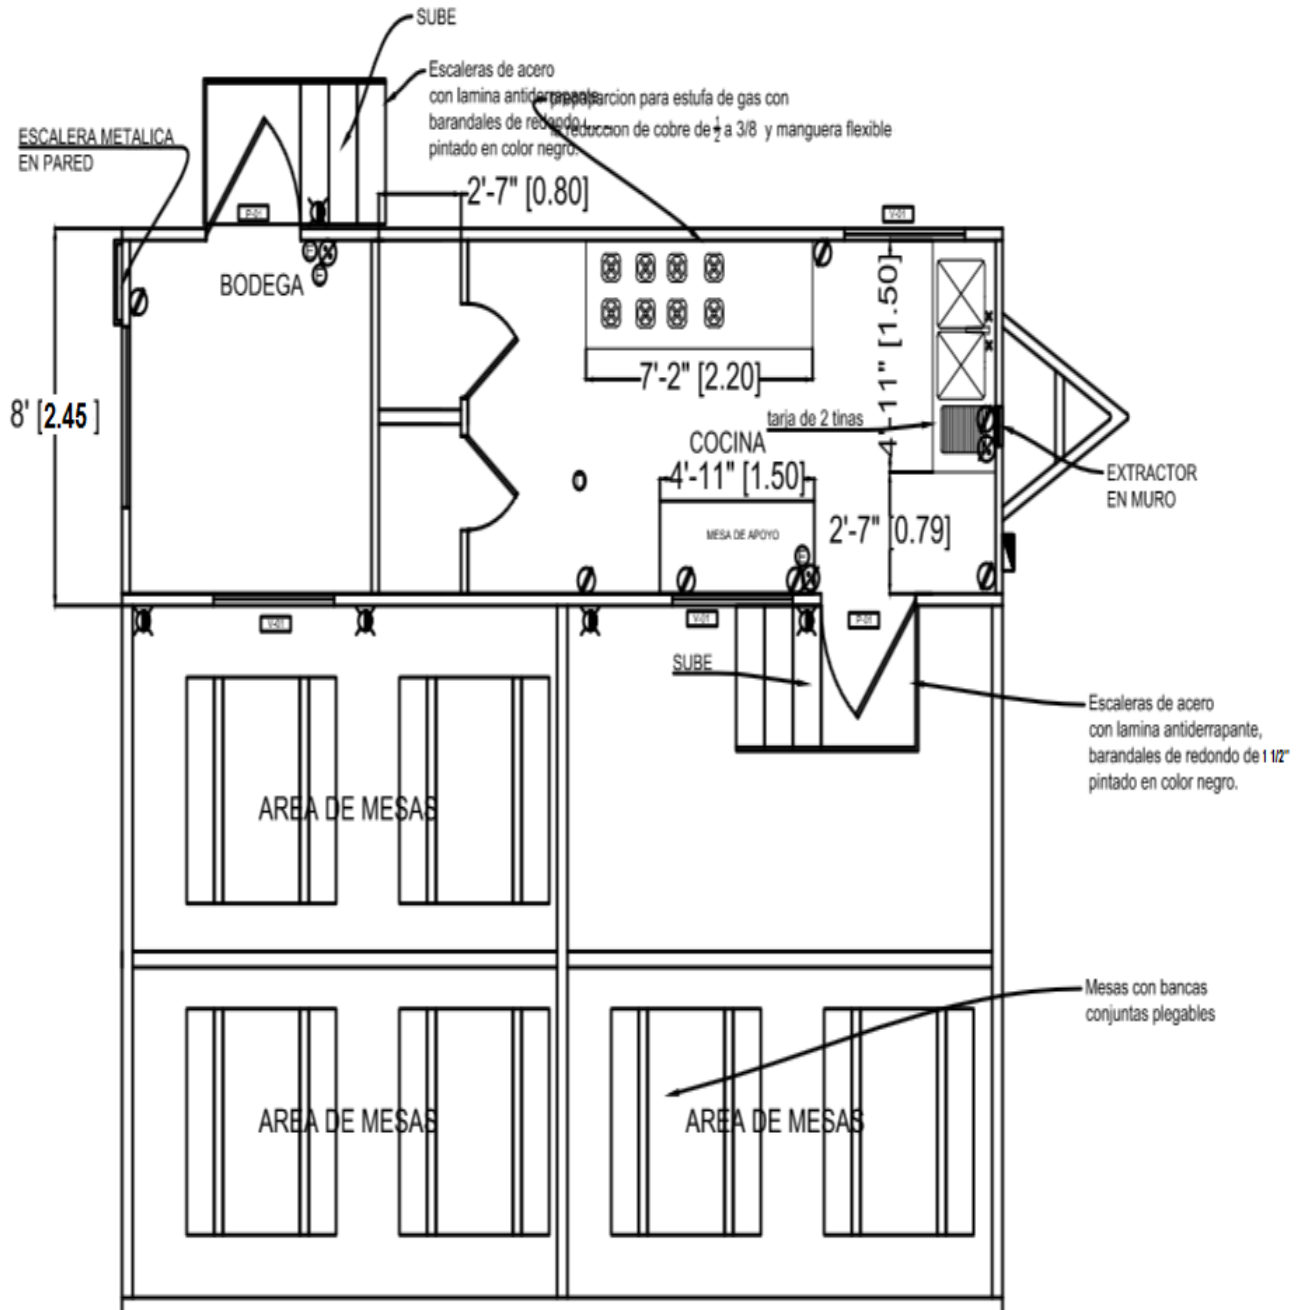 SUBE
Escaleras de acero
con lamina antiderrapante,
barandales de redondo
pintado en color negro.
prepaparcion para estufa de gas con
la reduccion de cobre de 1/2 a 3/8 y manguera flexible
ESCALERA METALICA
EN PARED
2'-7" [0.80]
P-01
V-01
BODEGA
4'-11" [1.50]
7'-2" [2.20]
8' [2.45 ]
tarja de 2 tinas
COCINA
4'-11" [1.50]
EXTRACTOR
EN MURO
MESA DE APOYO
2'-7" [0.79]
V-01
V-01
P-01
SUBE
Escaleras de acero
con lamina antiderrapante,
barandales de redondo de 1 1/2"
pintado en color negro.
AREA DE MESAS
Mesas con bancas
conjuntas plegables
AREA DE MESAS
AREA DE MESAS